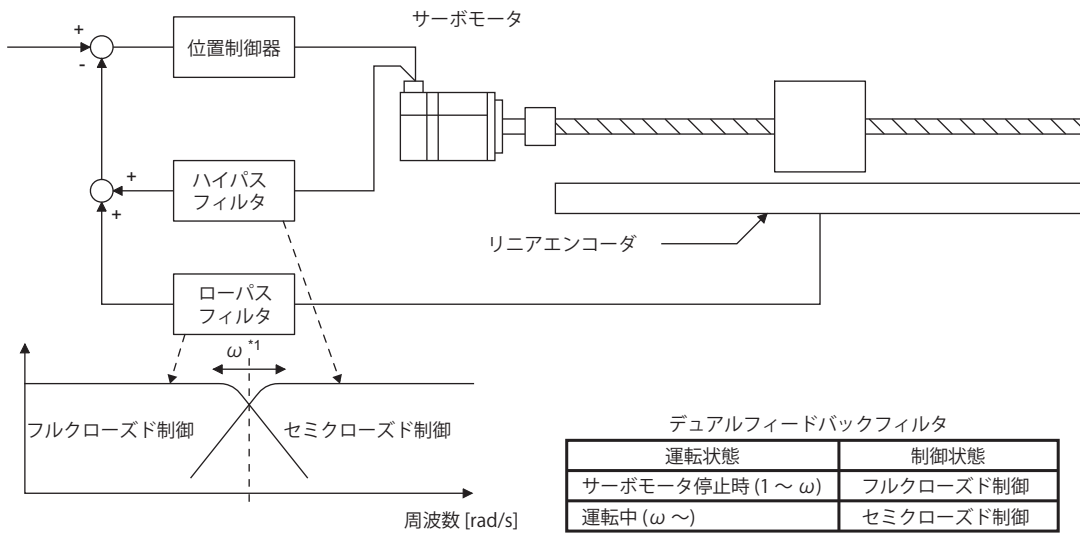 サーボモータ
+
位置制御器
-
ハイパス
フィルタ
+
+
リニアエンコーダ
ローパス
フィルタ
ω *1
フルクローズド制御
セミクローズド制御
周波数 [rad/s]
デュアルフィードバックフィルタ
運転状態 制御状態
サーボモータ停止時 (1 ～ ω) フルクローズド制御
運転中 (ω ～) セミクローズド制御